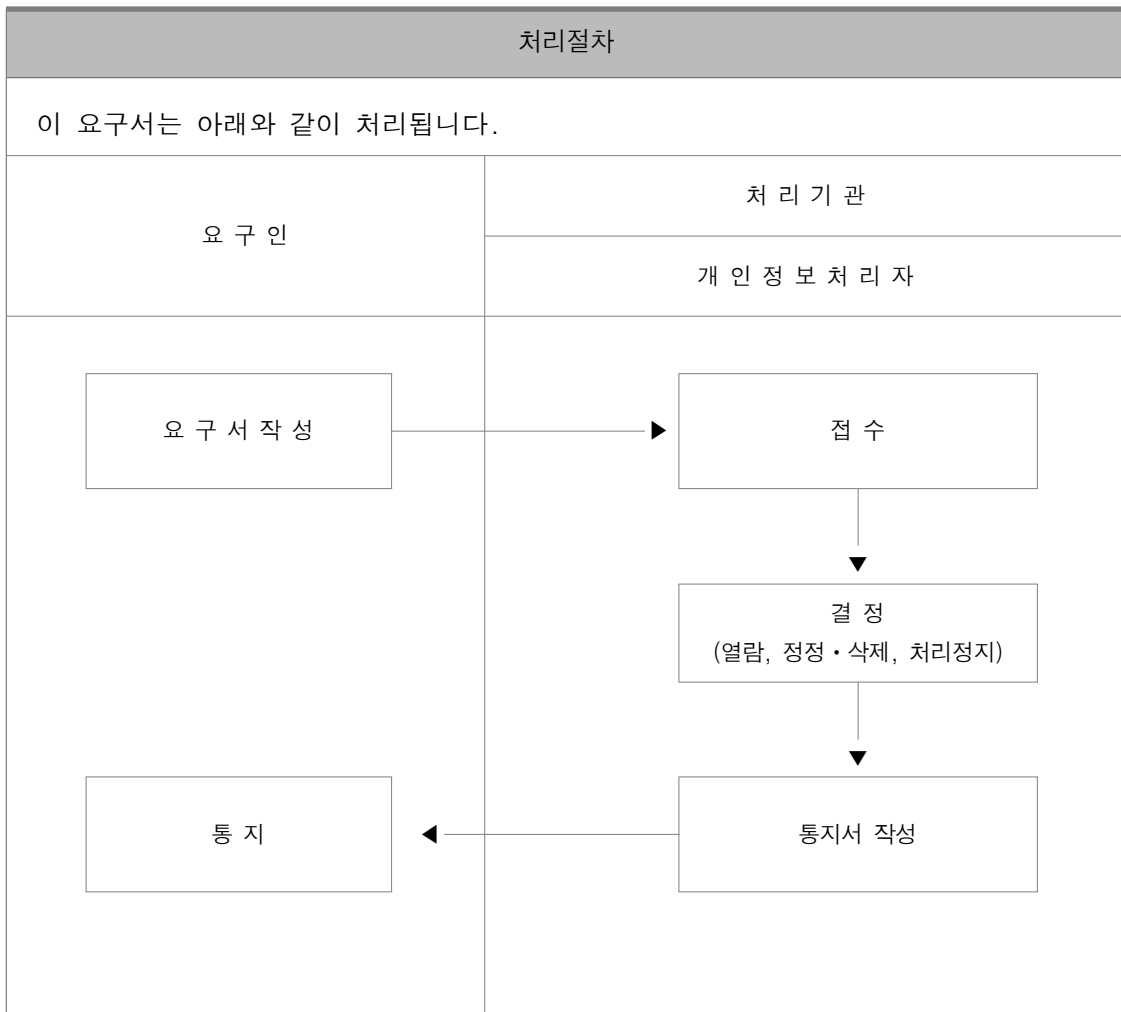 처리절차
이 요구서는 아래와 같이 처리됩니다.
요 구 인
처 리 기 관
개 인 정 보 처 리 자
요 구 서 작 성
접 수
결 정
(열람, 정정・삭제, 처리정지)
통 지
통지서 작성